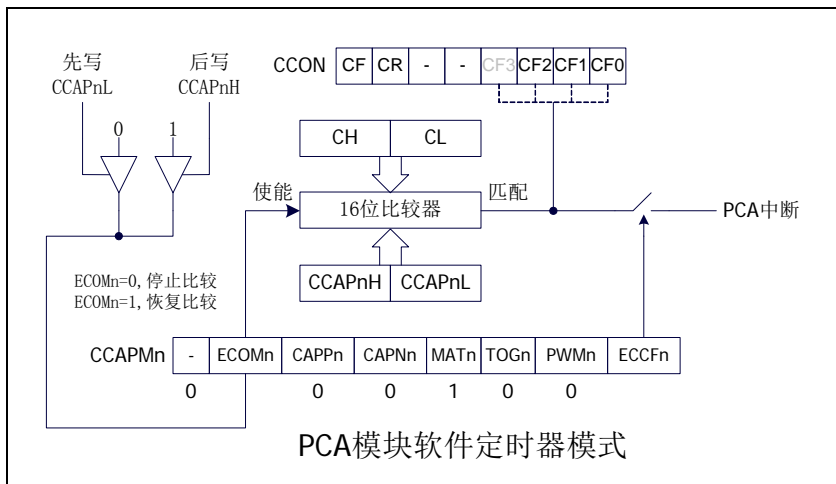 先写
CCAPnL
后写
CCAPnH
0
1
CCON
CF CR - - CF3 CF2 CF1 CF0
CH CL
使能
16位比较器
匹配
PCA中断
CCAPnH CCAPnL
ECOMn=0,停止比较
ECOMn=1,恢复比较
CCAPMn
- ECOMn CAPPn CAPNn MATn TOGn PWMn ECCFn
0 0 0 1 0 0
PCA模块软件定时器模式